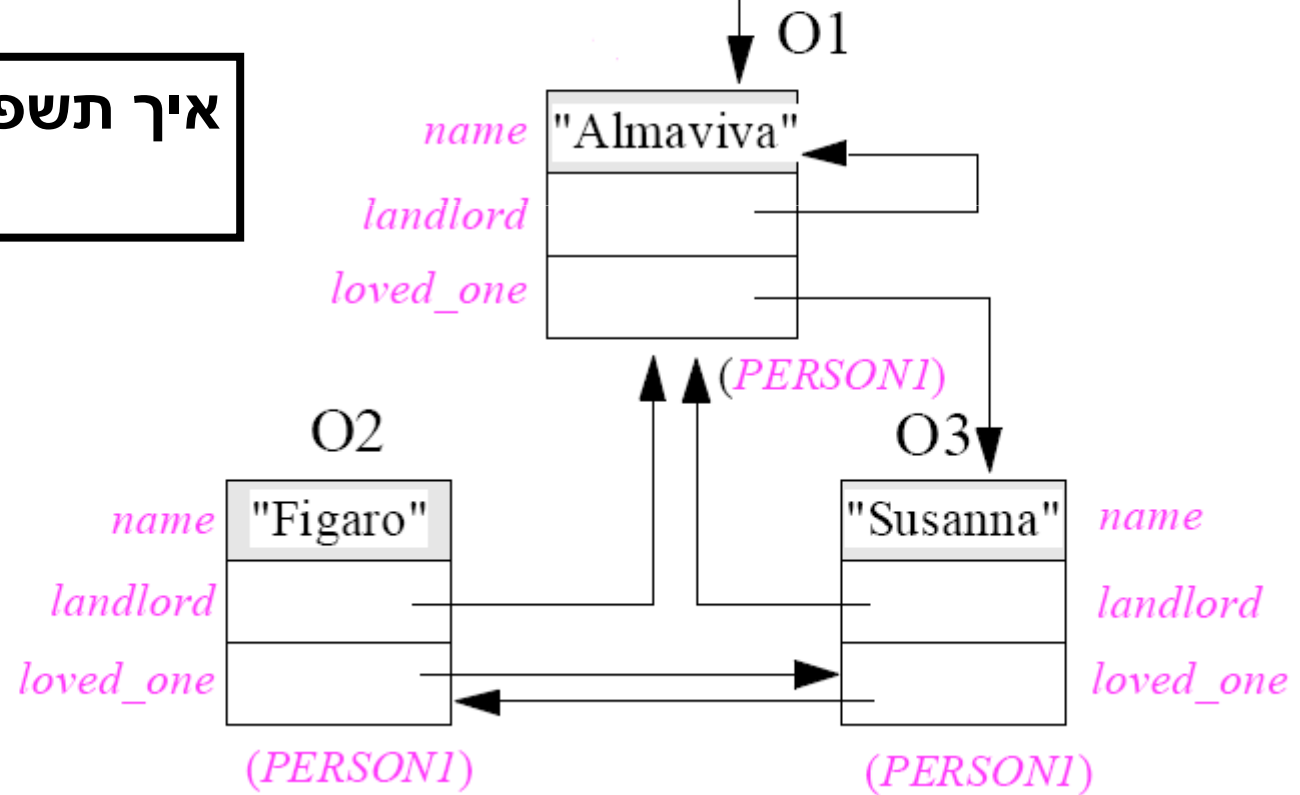 O1
איך
name "Almaviva"
landlord
loved_one
(PERSON1)
O2
O3
name "Figaro"
"Susanna" name
landlord
landlord
loved_one
loved_one
(PERSON1)
(PERSON1)